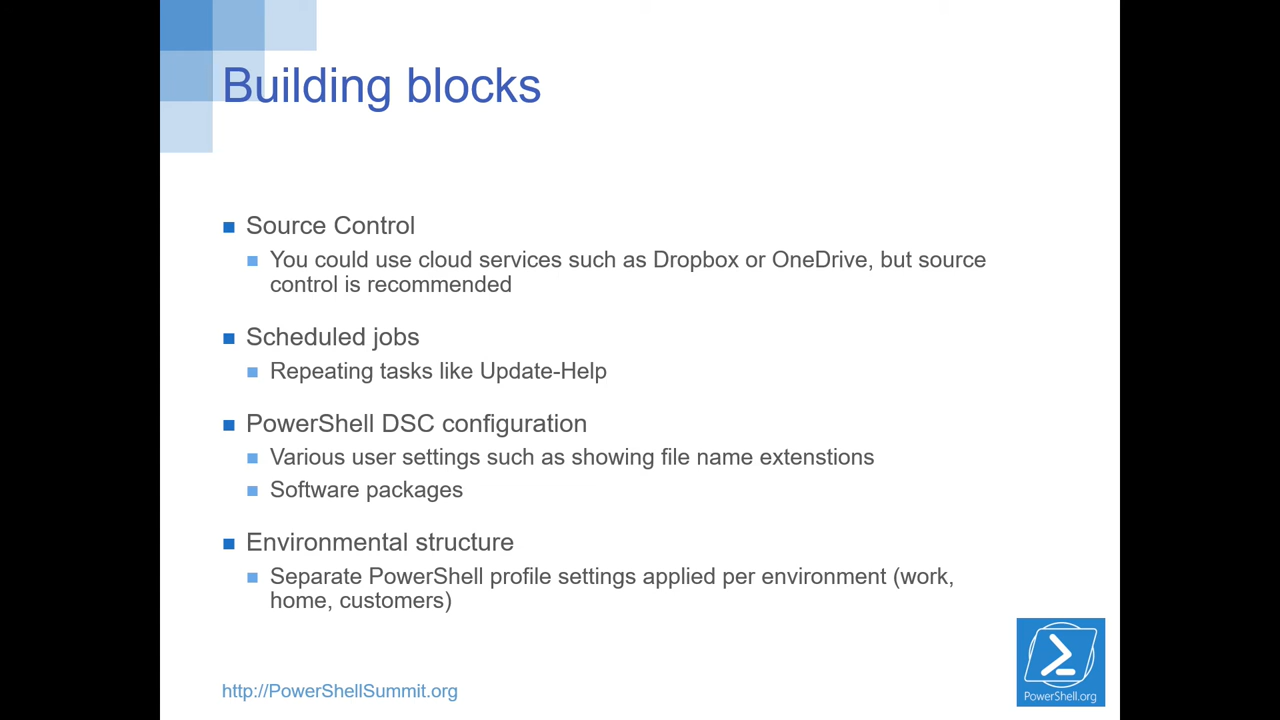 Building blocks
Source Control
You could use cloud services such as Dropbox or OneDrive, but source
control is recommended
Scheduled jobs
Repeating tasks like Update-Help
PowerShell DSC configuration
Various user settings such as showing file name extenstions
Software packages
Environmental structure
Separate PowerShell profile settings applied per environment (work,
home, customers)
http://PowerShellSummit.org
PowerShell.org